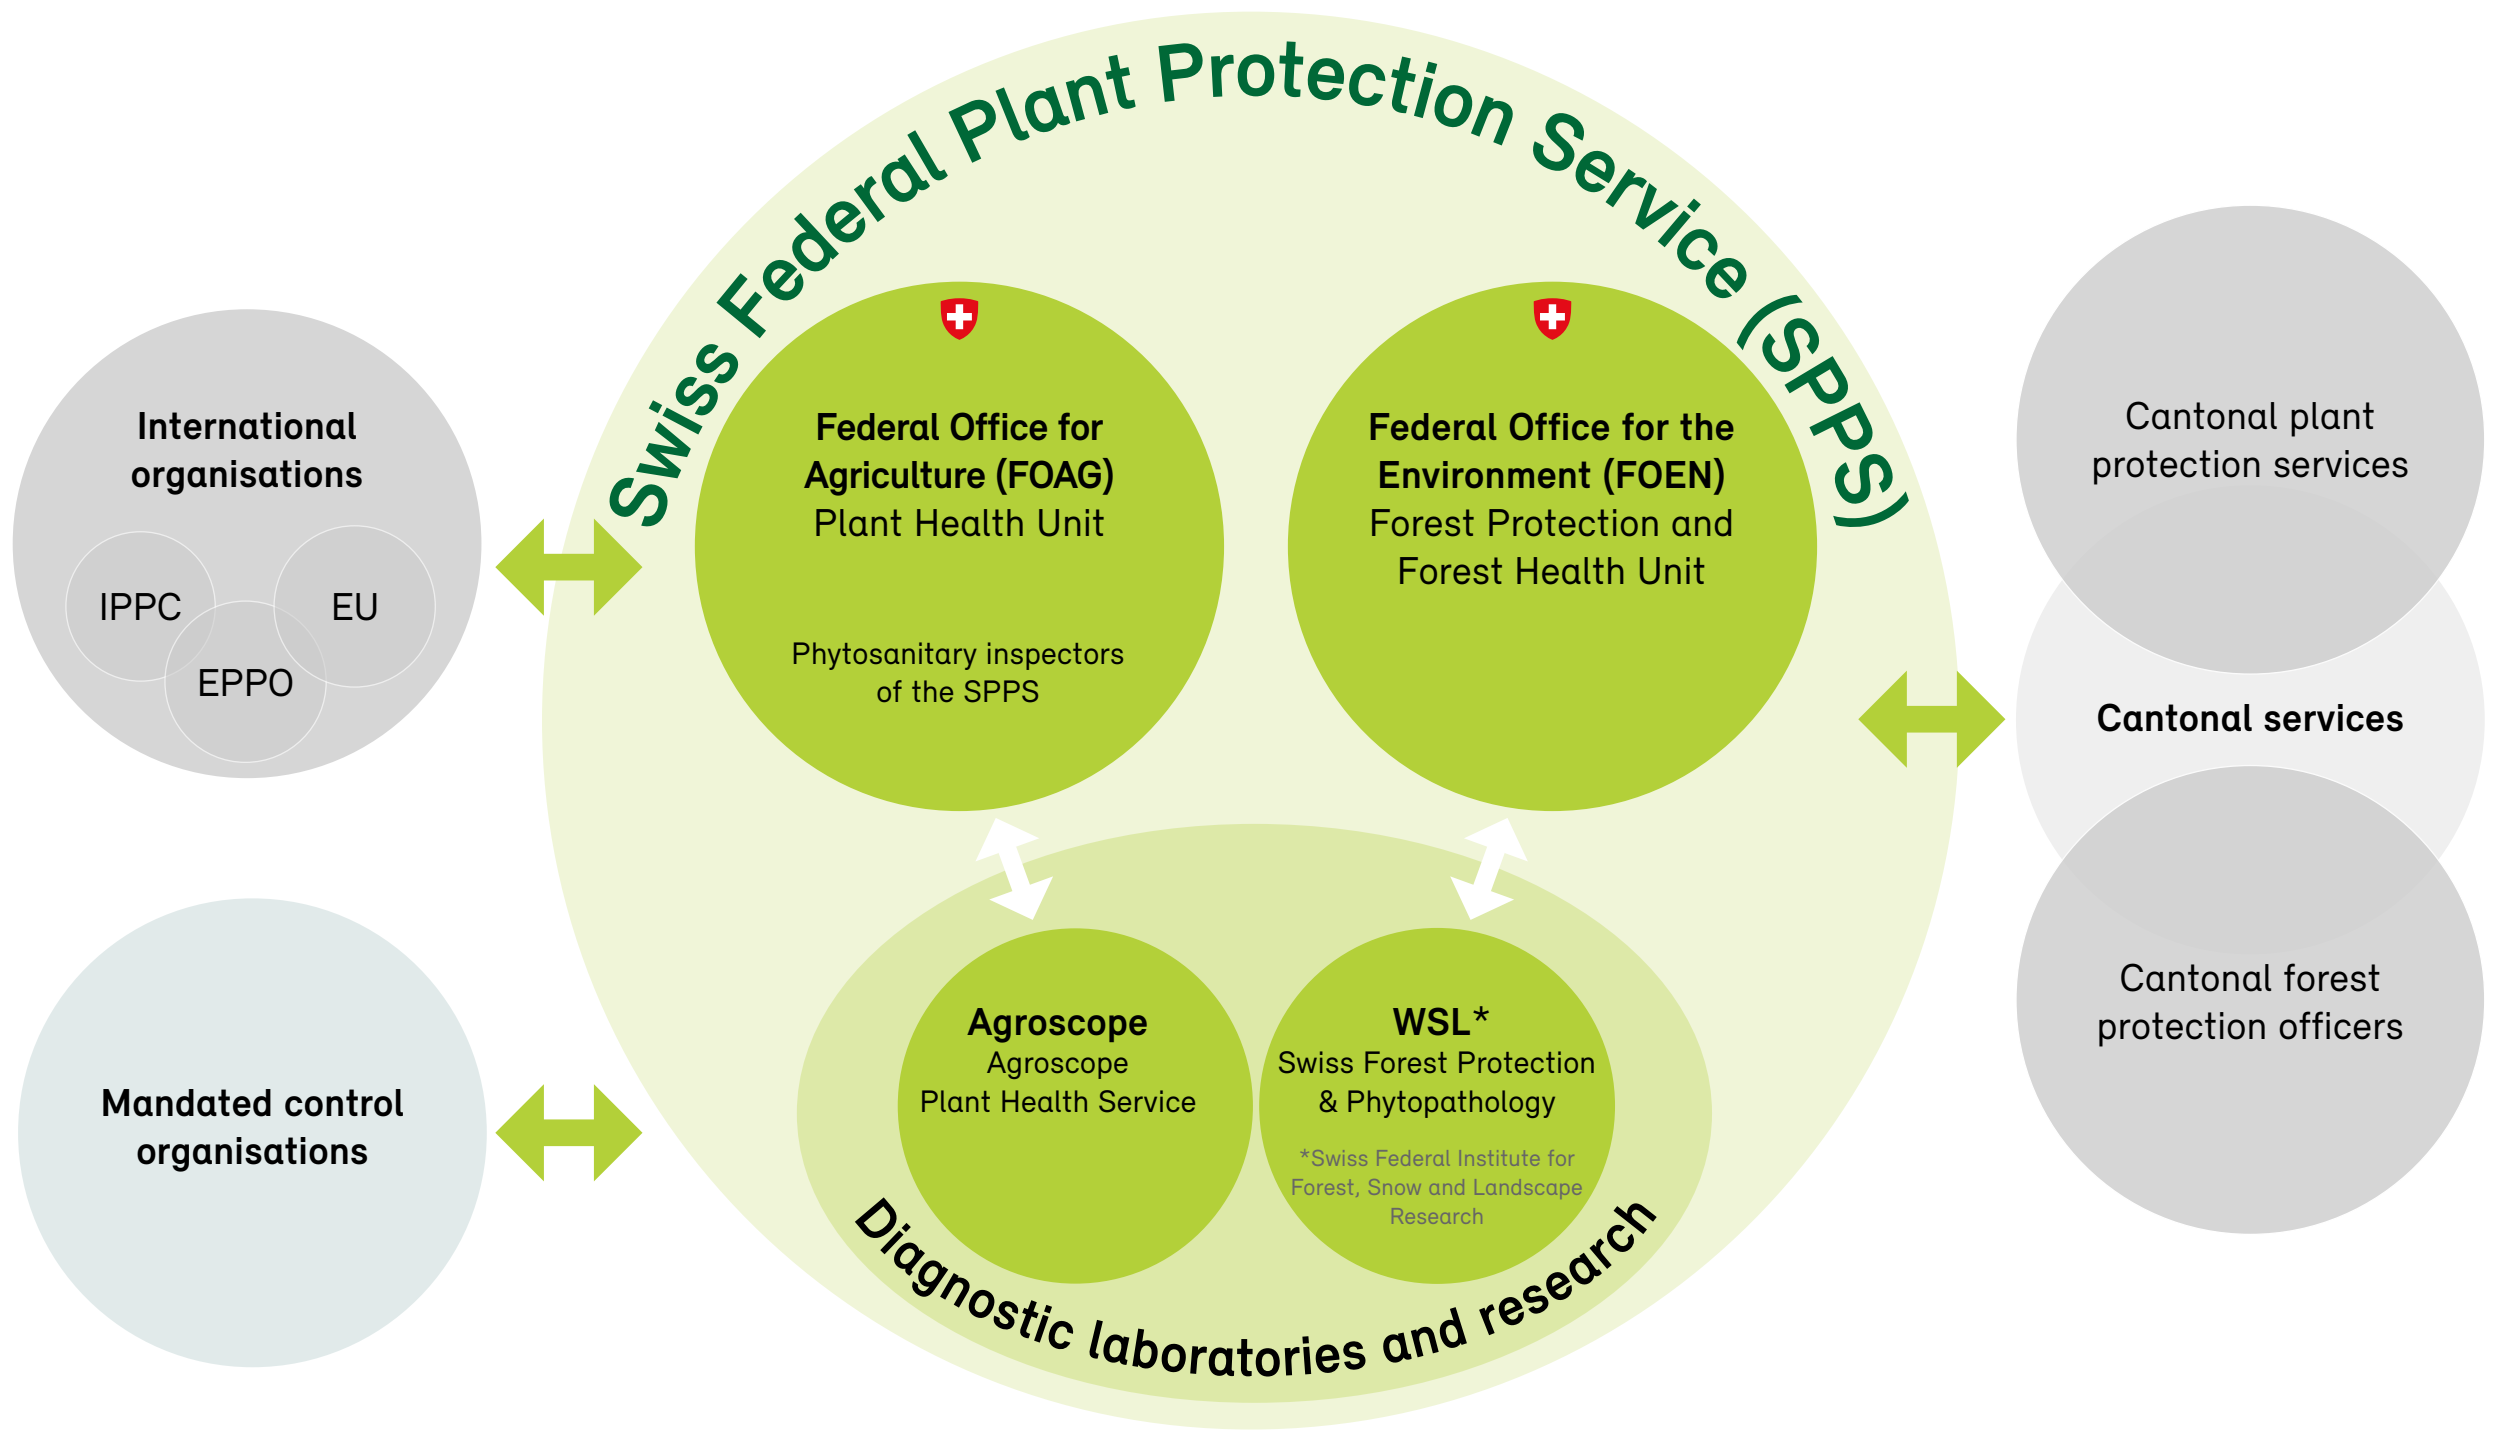 Swiss Federal Plant Protection Service (SPPS)
International
organisations
IPPC
EU
EPPO
Mandated control
organisations
Federal Office for
Agriculture (FOAG)
Plant Health Unit
Phytosanitary inspectors
of the SPPS
Federal Office for the
Environment (FOEN)
Forest Protection and
Forest Health Unit
Agroscope
Agroscope
Plant Health Service
WSL*
Swiss Forest Protection
& Phytopathology
*Swiss Federal Institute for
Forest, Snow and Landscape
Research
Diagnostic laboratories and research
Cantonal plant
protection services
Cantonal services
Cantonal forest
protection officers